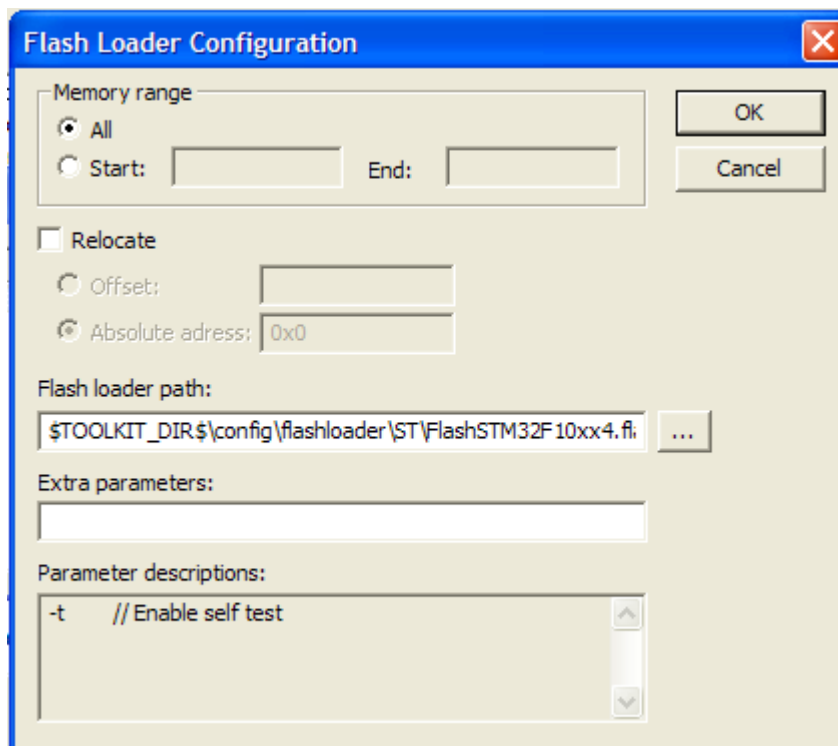 Flash Loader Configuration
Memory range
All
Start:
End:
OK
Cancel
Relocate
Offset:
Absolute adress: 0x0
Flash loader path:
$TOOLKIT_DIR$\config\flashloader\ST\FlashSTM32F10xx4.fl
...
Extra parameters:
Parameter descriptions:
-t // Enable self test